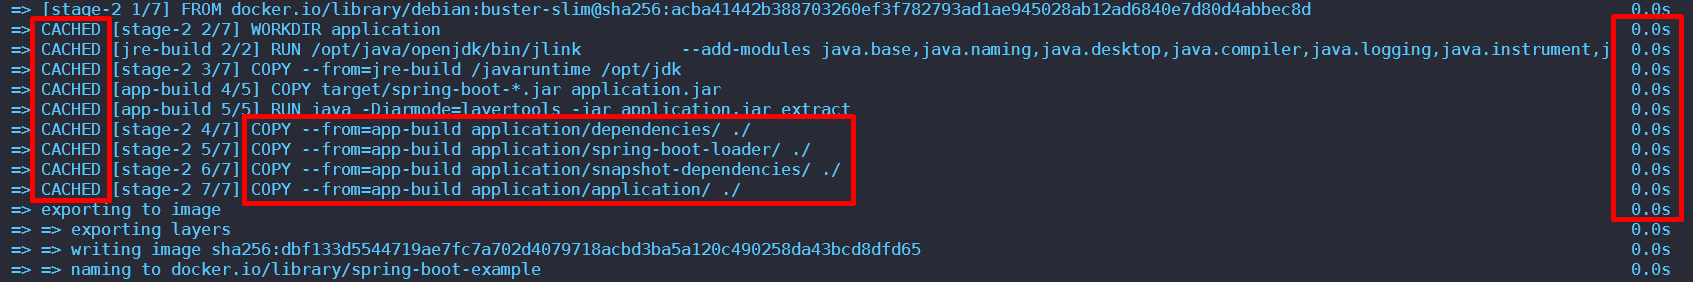 => [stage-2 1/7] FROM docker.io/library/debian:buster-slim@sha256:acba41442b388703260ef3f782793ad1ae945028ab12ad6840e7d80d4abbec8d 0.0s
=> CACHED [stage-2 2/7] WORKDIR application 0.0s
=> CACHED [jre-build 2/2] RUN /opt/java/openjdk/bin/jlink --add-modules java.base,java.naming,java.desktop,java.compiler,java.logging,java.instrument,j 0.0s
=> CACHED [stage-2 3/7] COPY --from=jre-build /javaruntime /opt/jdk 0.0s
=> CACHED [app-build 4/5] COPY target/spring-boot-*.jar application.jar 0.0s
=> CACHED [app-build 5/5] RUN java -Djarmode=layertools -jar application.jar extract 0.0s
=> CACHED [stage-2 4/7] COPY --from=app-build application/dependencies/ ./ 0.0s
=> CACHED [stage-2 5/7] COPY --from=app-build application/spring-boot-loader/ ./ 0.0s
=> CACHED [stage-2 6/7] COPY --from=app-build application/snapshot-dependencies/ ./ 0.0s
=> CACHED [stage-2 7/7] COPY --from=app-build application/application/ ./ 0.0s
=> exporting to image 0.0s
=> => exporting layers 0.0s
=> => writing image sha256:dbf133d5544719ae7fc7a702d4079718acbd3ba5a120c490258da43bcd8dfd65 0.0s
=> => naming to docker.io/library/spring-boot-example 0.0s